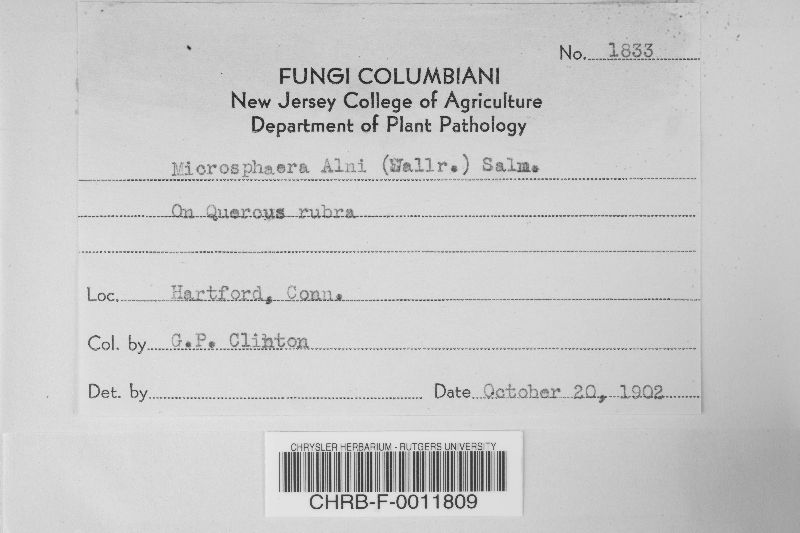 No. 1833
FUNGI COLUMBIANI
New Jersey College of Agriculture
Department of Plant Pathology
Microsphaera Alni (Wallr.) Salm.
On Quercus rubra
Loc. Hartford, Conn.
Col. by G.P. Clinton
Det. by
Date October 20, 1902
CHRYSLER HERBARIUM - RUTGERS UNIVERSITY
CHRB-F-0011809